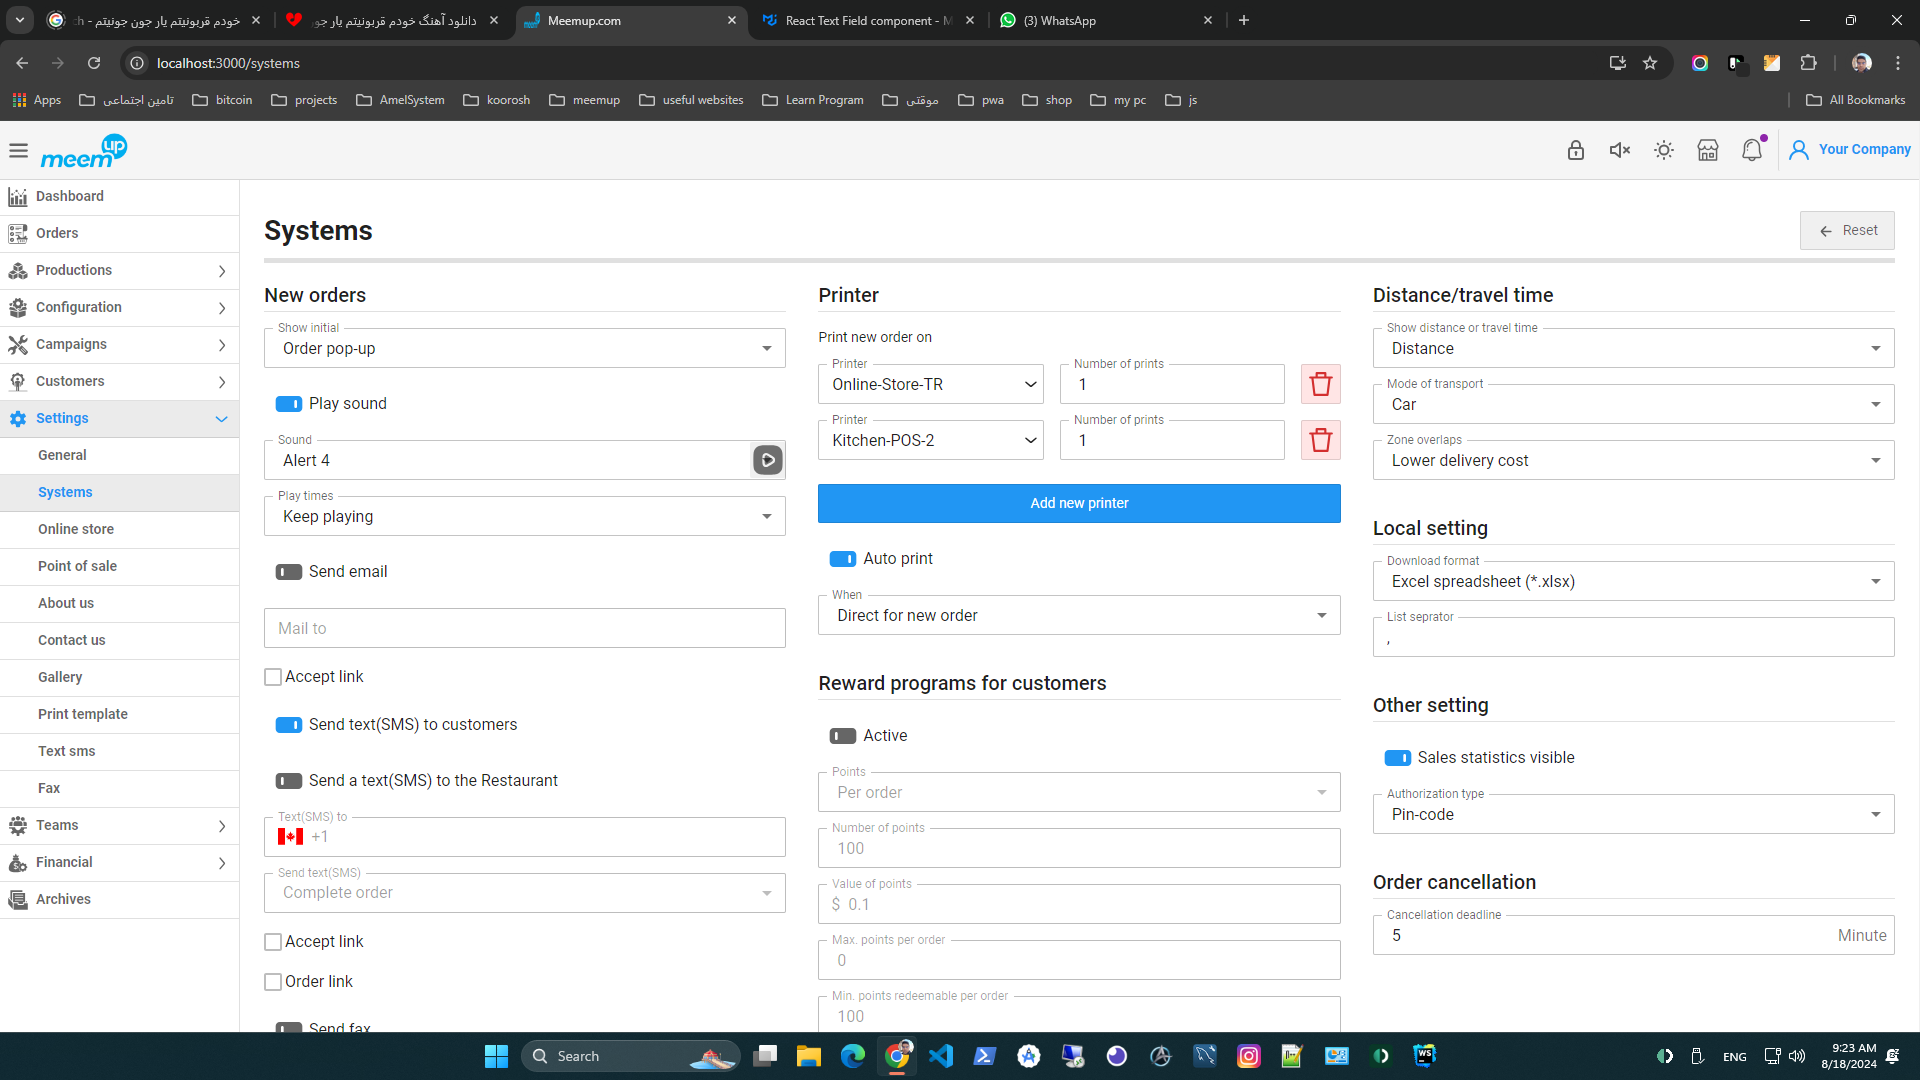 خودم قربونیتم یار جون جونیتم - ch
دانلود آهنگ خودم قربونیتم یار جور
Meemup.com
React Text Field component - M
(3) WhatsApp
localhost:3000/systems
Apps
تامین اجتماعی
bitcoin
projects
AmelSystem
koorosh
meemup
useful websites
Learn Program
موقتی
pwa
shop
my pc
js
All Bookmarks
meemup
Your Company
Dashboard
Orders
Productions
Configuration
Campaigns
Customers
Settings
General
Systems
Online store
Point of sale
About us
Contact us
Gallery
Print template
Text sms
Fax
Teams
Financial
Archives
Systems
Reset
New orders
Show initial
Order pop-up
Play sound
Sound
Alert 4
Play times
Keep playing
Send email
Mail to
Accept link
Send text(SMS) to customers
Send a text(SMS) to the Restaurant
Text(SMS) to
+1
Send text(SMS)
Complete order
Accept link
Order link
Send fax
Printer
Print new order on
Printer
Online-Store-TR
Number of prints
1
Printer
Kitchen-POS-2
Number of prints
1
Add new printer
Auto print
When
Direct for new order
Reward programs for customers
Active
Points
Per order
Number of points
100
Value of points
$ 0.1
Max. points per order
0
Min. points redeemable per order
100
Distance/travel time
Show distance or travel time
Distance
Mode of transport
Car
Zone overlaps
Lower delivery cost
Local setting
Download format
Excel spreadsheet (*.xlsx)
List seprator
,
Other setting
Sales statistics visible
Authorization type
Pin-code
Order cancellation
Cancellation deadline
5 Minute
Search
WS
ENG
9:23 AM
8/18/2024